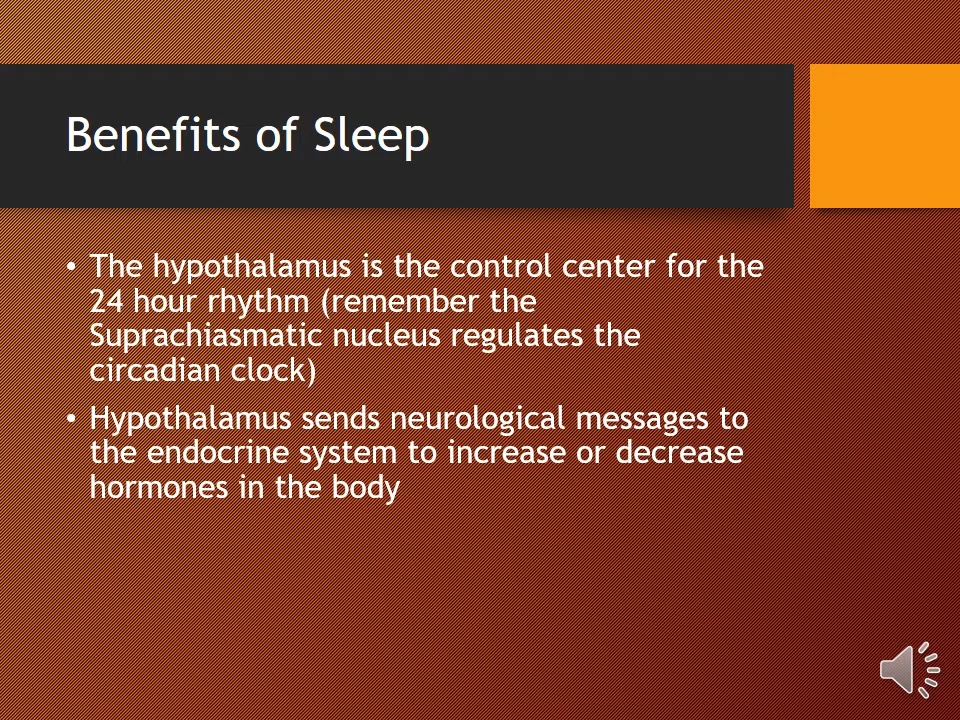 Benefits of Sleep
• The hypothalamus is the control center for the
24 hour rhythm (remember the
Suprachiasmatic nucleus regulates the
circadian clock)
• Hypothalamus sends neurological messages to
the endocrine system to increase or decrease
hormones in the body